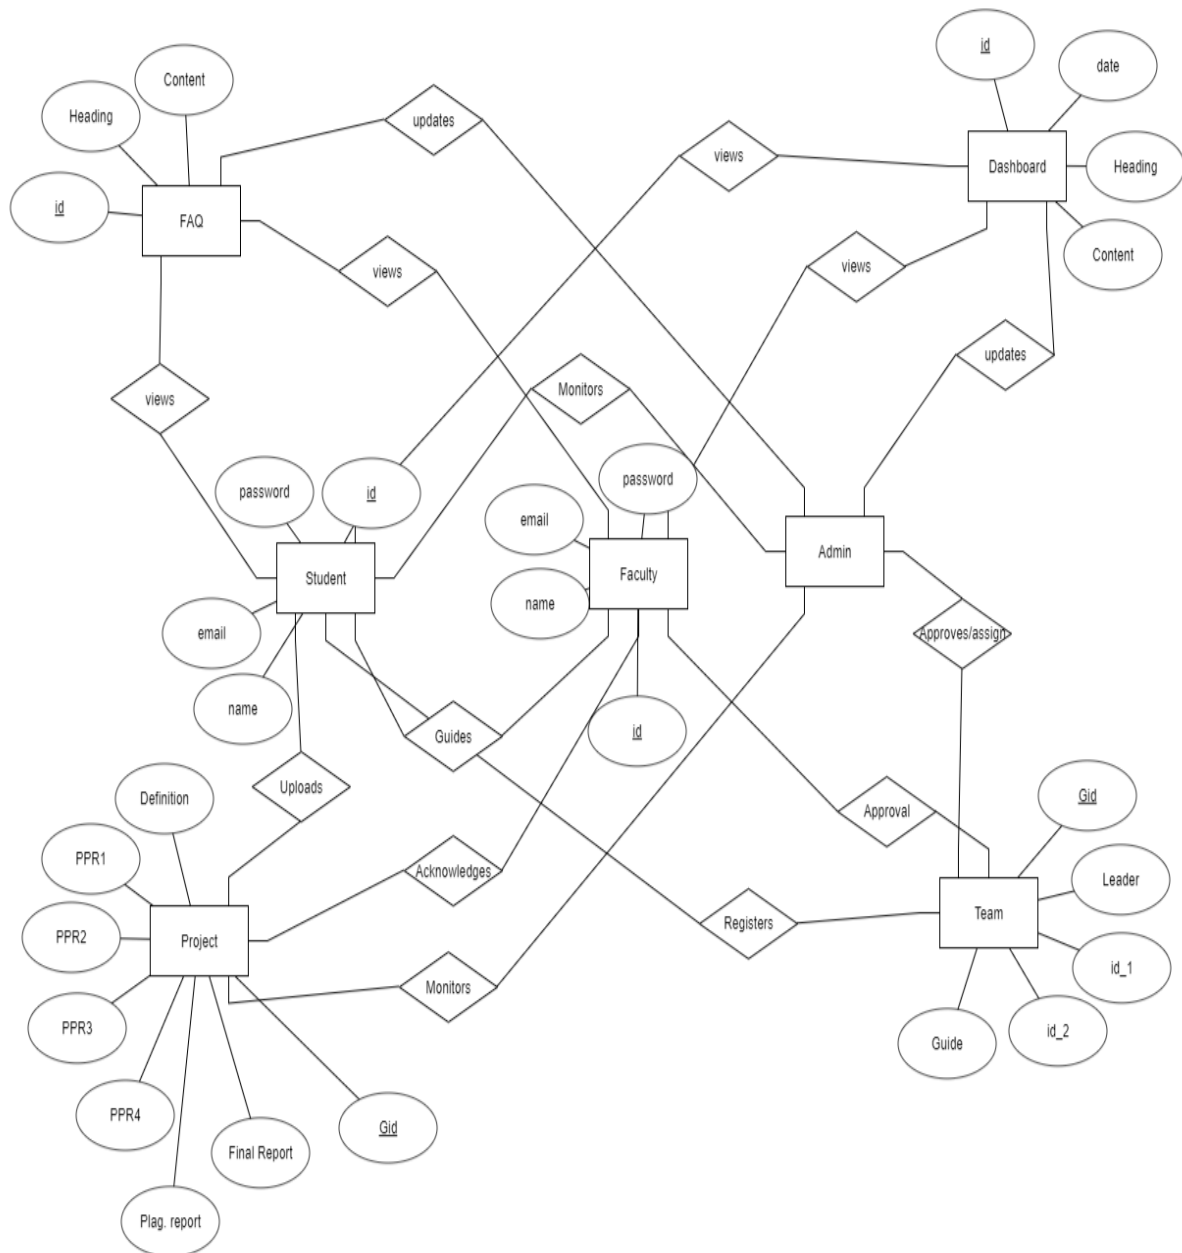 id
Content
date
Heading
updates
views
Dashboard
Heading
id
FAQ
Content
views
views
updates
Monitors
views
password
id
password
email
Admin
Student
Faculty
name
email
Approves/assign
name
id
Guides
Uploads
Definition
Gid
Approval
PPR1
Acknowledges
Leader
Team
Registers
PPR2
Project
id_1
Monitors
PPR3
id_2
Guide
PPR4
Gid
Final Report
Plag. report